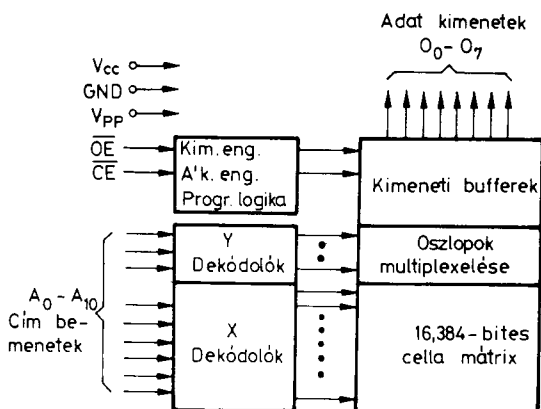 Adat kimenetek
O₀-O₇
Vcc
GND
VPP
OE
CE
Kim. eng.
A'k. eng.
Progr. logika
Kimeneti bufferek
Y
Dekódolók
Oszlopok
multiplexelése
A₀-A₁₀
Cím be-
menetek
X
Dekódolók
16,384-bites
cella mátrix